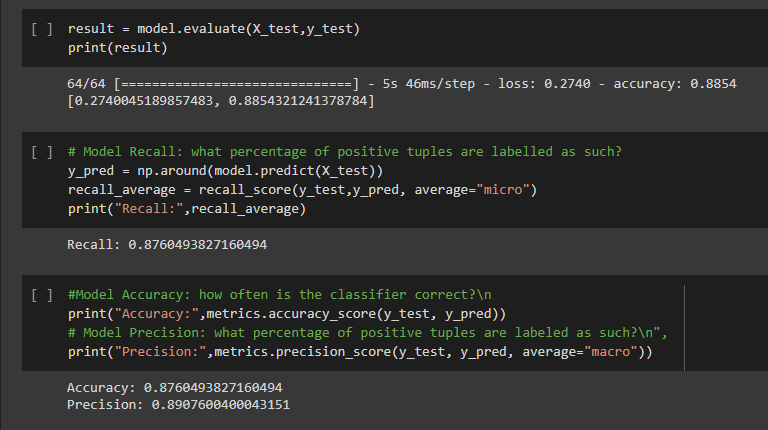 [ ] result = model.evaluate(X_test,y_test)
print(result)
64/64 [==============================] - 5s 46ms/step - loss: 0.2740 - accuracy: 0.8854
[0.2740045189857483, 0.8854321241378784]
[ ] # Model Recall: what percentage of positive tuples are labelled as such?
y_pred = np.around(model.predict(X_test))
recall_average = recall_score(y_test,y_pred, average="micro")
print("Recall:",recall_average)
Recall: 0.8760493827160494
[ ] #Model Accuracy: how often is the classifier correct?\n
print("Accuracy:",metrics.accuracy_score(y_test, y_pred))
# Model Precision: what percentage of positive tuples are labelled as such?\n",
print("Precision:",metrics.precision_score(y_test, y_pred, average="macro"))
Accuracy: 0.8760493827160494
Precision: 0.8907600400043151